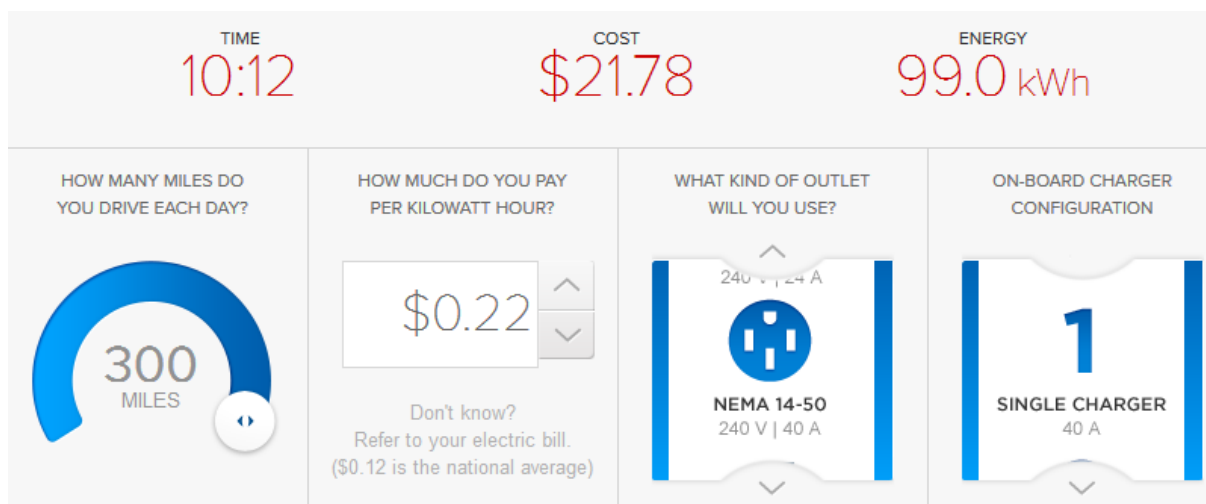 TIME
10:12
COST
$21.78
ENERGY
99.0 kWh
HOW MANY MILES DO
YOU DRIVE EACH DAY?
300
MILES
HOW MUCH DO YOU PAY
PER KILOWATT HOUR?
$0.22
Don't know?
Refer to your electric bill.
($0.12 is the national average)
WHAT KIND OF OUTLET
WILL YOU USE?
240 V | 24 A
NEMA 14-50
240 V | 40 A
ON-BOARD CHARGER
CONFIGURATION
1
SINGLE CHARGER
40 A